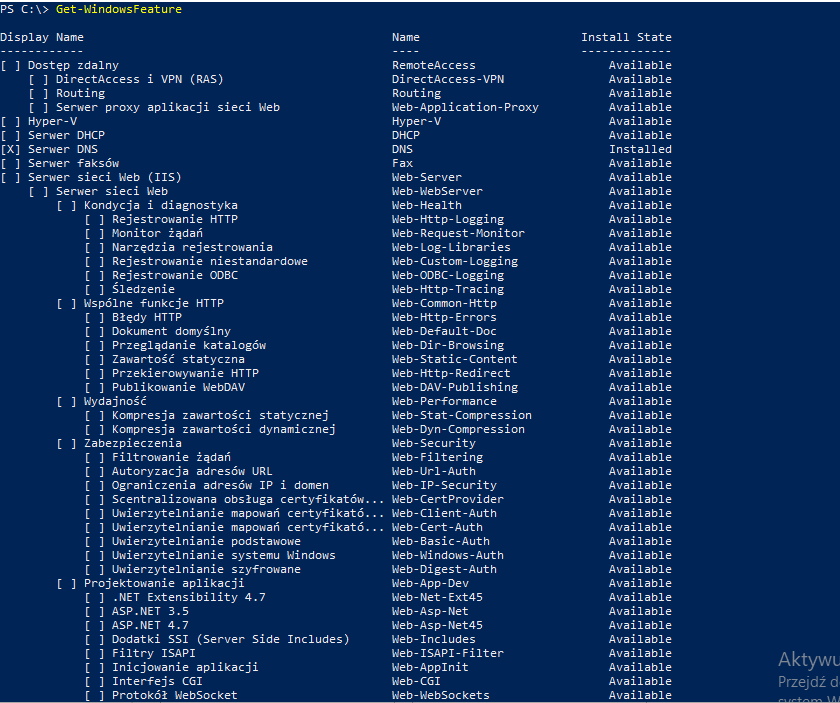 PS C:\> Get-WindowsFeature
Display Name Name Install State
------------ ---- -------------
[ ] Dostęp zdalny RemoteAccess Available
[ ] DirectAccess i VPN (RAS) DirectAccess-VPN Available
[ ] Routing Routing Available
[ ] Serwer proxy aplikacji sieci Web Web-Application-Proxy Available
[ ] Hyper-V Hyper-V Available
[ ] Serwer DHCP DHCP Available
[X] Serwer DNS DNS Installed
[ ] Serwer faksów Fax Available
[ ] Serwer sieci Web (IIS) Web-Server Available
[ ] Serwer sieci Web Web-WebServer Available
[ ] Kondycja i diagnostyka Web-Health Available
[ ] Rejestrowanie HTTP Web-Http-Logging Available
[ ] Monitor żądań Web-Request-Monitor Available
[ ] Narzędzia rejestrowania Web-Log-Libraries Available
[ ] Rejestrowanie niestandardowe Web-Custom-Logging Available
[ ] Rejestrowanie ODBC Web-ODBC-Logging Available
[ ] Śledzenie Web-Http-Tracing Available
[ ] Wspólne funkcje HTTP Web-Common-Http Available
[ ] Błędy HTTP Web-Http-Errors Available
[ ] Dokument domyślny Web-Default-Doc Available
[ ] Przeglądanie katalogów Web-Dir-Browsing Available
[ ] Zawartość statyczna Web-Static-Content Available
[ ] Przekierowywanie HTTP Web-Http-Redirect Available
[ ] Publikowanie WebDAV Web-DAV-Publishing Available
[ ] Wydajność Web-Performance Available
[ ] Kompresja zawartości statycznej Web-Stat-Compression Available
[ ] Kompresja zawartości dynamicznej Web-Dyn-Compression Available
[ ] Zabezpieczenia Web-Security Available
[ ] Filtrowanie żądań Web-Filtering Available
[ ] Autoryzacja adresów URL Web-Url-Auth Available
[ ] Ograniczenia adresów IP i domen Web-IP-Security Available
[ ] Scentralizowana obsługa certyfikatów... Web-CertProvider Available
[ ] Uwierzytelnianie mapowań certyfikató... Web-Client-Auth Available
[ ] Uwierzytelnianie mapowań certyfikató... Web-Cert-Auth Available
[ ] Uwierzytelnianie podstawowe Web-Basic-Auth Available
[ ] Uwierzytelnianie systemu Windows Web-Windows-Auth Available
[ ] Uwierzytelnianie szyfrowane Web-Digest-Auth Available
[ ] Projektowanie aplikacji Web-App-Dev Available
[ ] .NET Extensibility 4.7 Web-Net-Ext45 Available
[ ] ASP.NET 3.5 Web-Asp-Net Available
[ ] ASP.NET 4.7 Web-Asp-Net45 Available
[ ] Dodatki SSI (Server Side Includes) Web-Includes Available
[ ] Filtry ISAPI Web-ISAPI-Filter Available
[ ] Inicjowanie aplikacji Web-AppInit Available
[ ] Interfejs CGI Web-CGI Available
[ ] Protokół WebSocket Web-WebSockets Available
Aktywu
Przejdź d